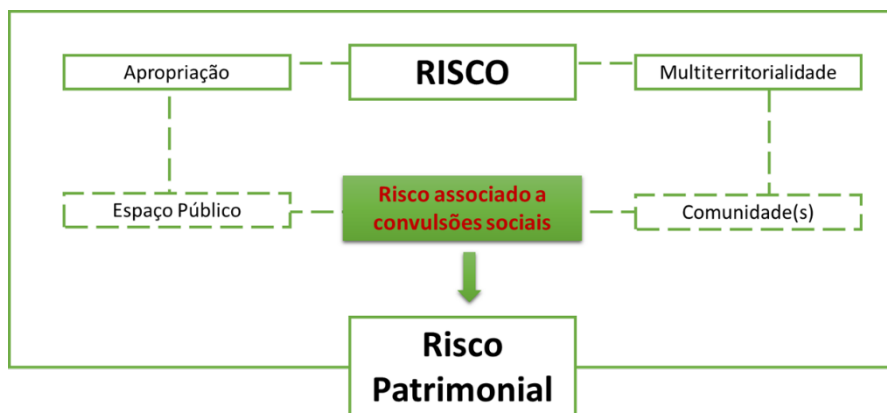 Apropriação
RISCO
Multiterritorialidade
Espaço Público
Risco associado a
convulsões sociais
Comunidade(s)
Risco
Patrimonial